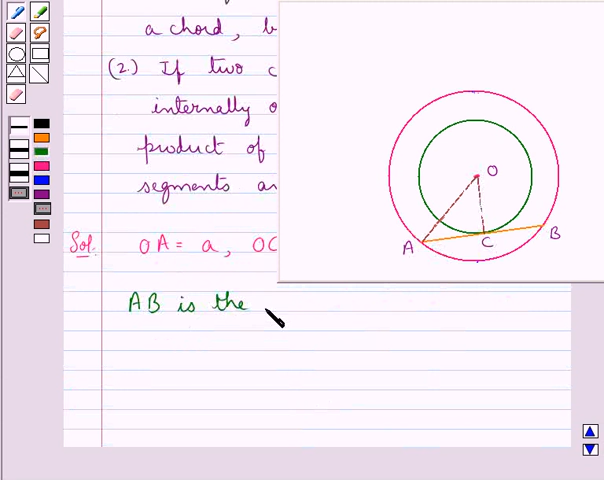 a chord,
(2.) If two
internally
product of
segments
Sol. OA = a, OC
AB is the
O
A
C
B